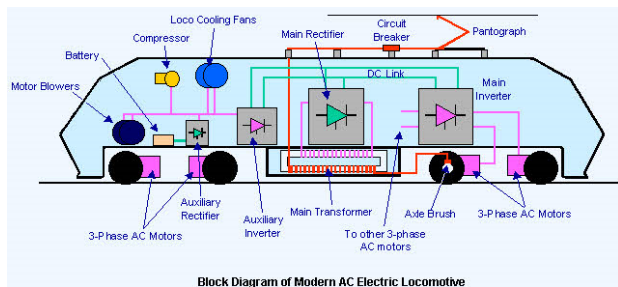 Circuit
Breaker
Pantograph
Loco Cooling Fans
Main Rectifier
Compressor
Battery
DC Link
Main
Inverter
Motor Blowers
Auxiliary
Rectifier
3-Phase AC Motors
Auxiliary
Inverter
Main Transformer
To other 3-phase
AC motors
Axle Brush
3-Phase AC Motors
Block Diagram of Modern AC Electric Locomotive